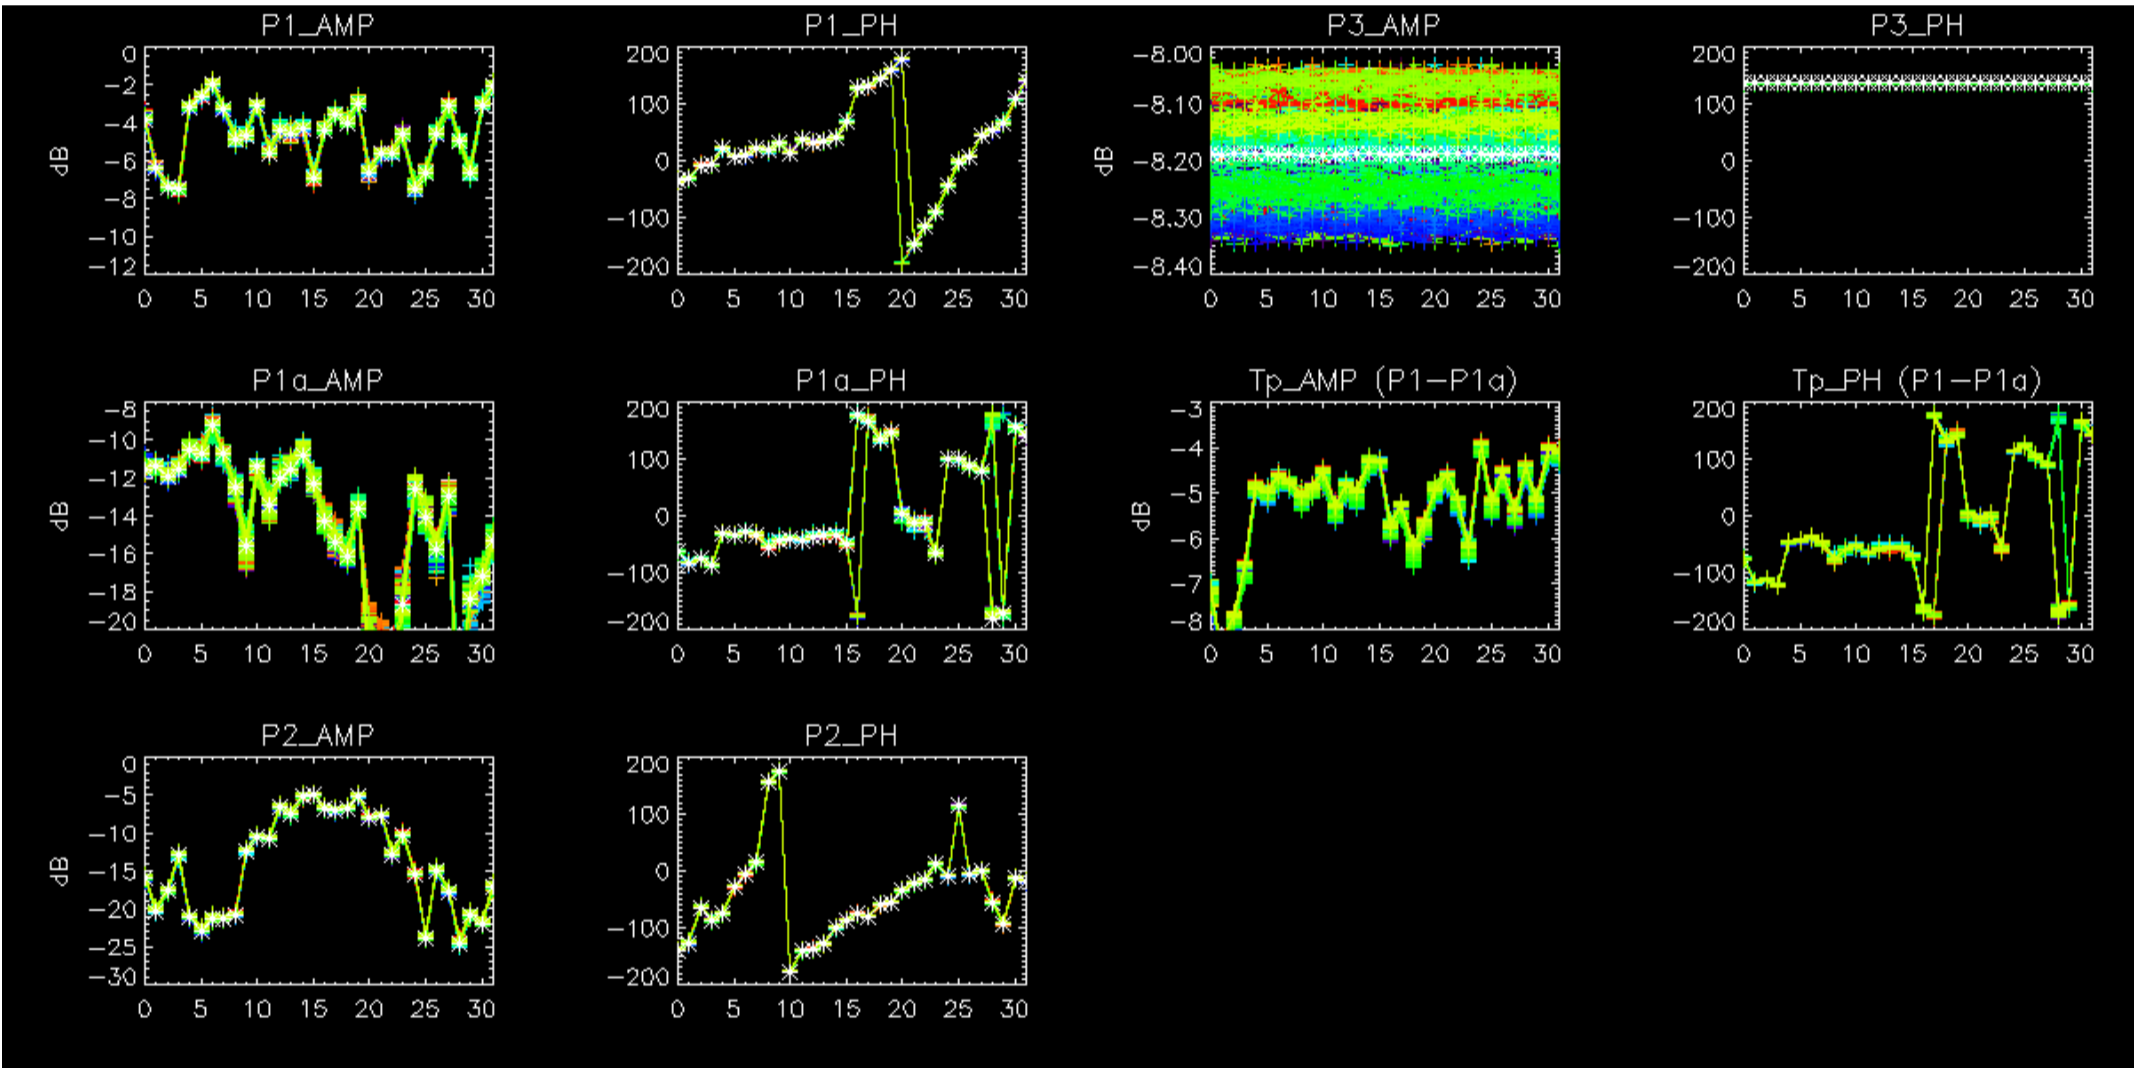 P1_AMP P1_PH P3_AMP P3_PH
0 200 -8.00 200
-2 100 -8.10 100
-4 0 -8.20 0
-6 -100 -8.30 -100
-8 -200 -8.40 -200
-10
-12
dB dB
0 5 10 15 20 25 30 0 5 10 15 20 25 30 0 5 10 15 20 25 30 0 5 10 15 20 25 30
P1a_AMP P1a_PH Tp_AMP (P1-P1a) Tp_PH (P1-P1a)
-8 200 -3 200
-10 100 -4 100
-12 0 -5 0
-14 -100 -6 -100
-16 -200 -7 -200
-18 -8
-20
dB dB
0 5 10 15 20 25 30 0 5 10 15 20 25 30 0 5 10 15 20 25 30 0 5 10 15 20 25 30
P2_AMP P2_PH
0 200
-5 100
-10 0
-15 -100
-20 -200
-25
-30
dB
0 5 10 15 20 25 30 0 5 10 15 20 25 30